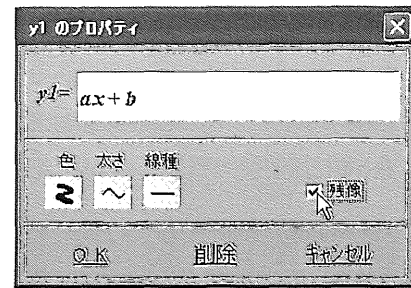 y1 のプロパティ
y1= ax+b
色 太さ 線種
残像
OK 削除 キャンセル